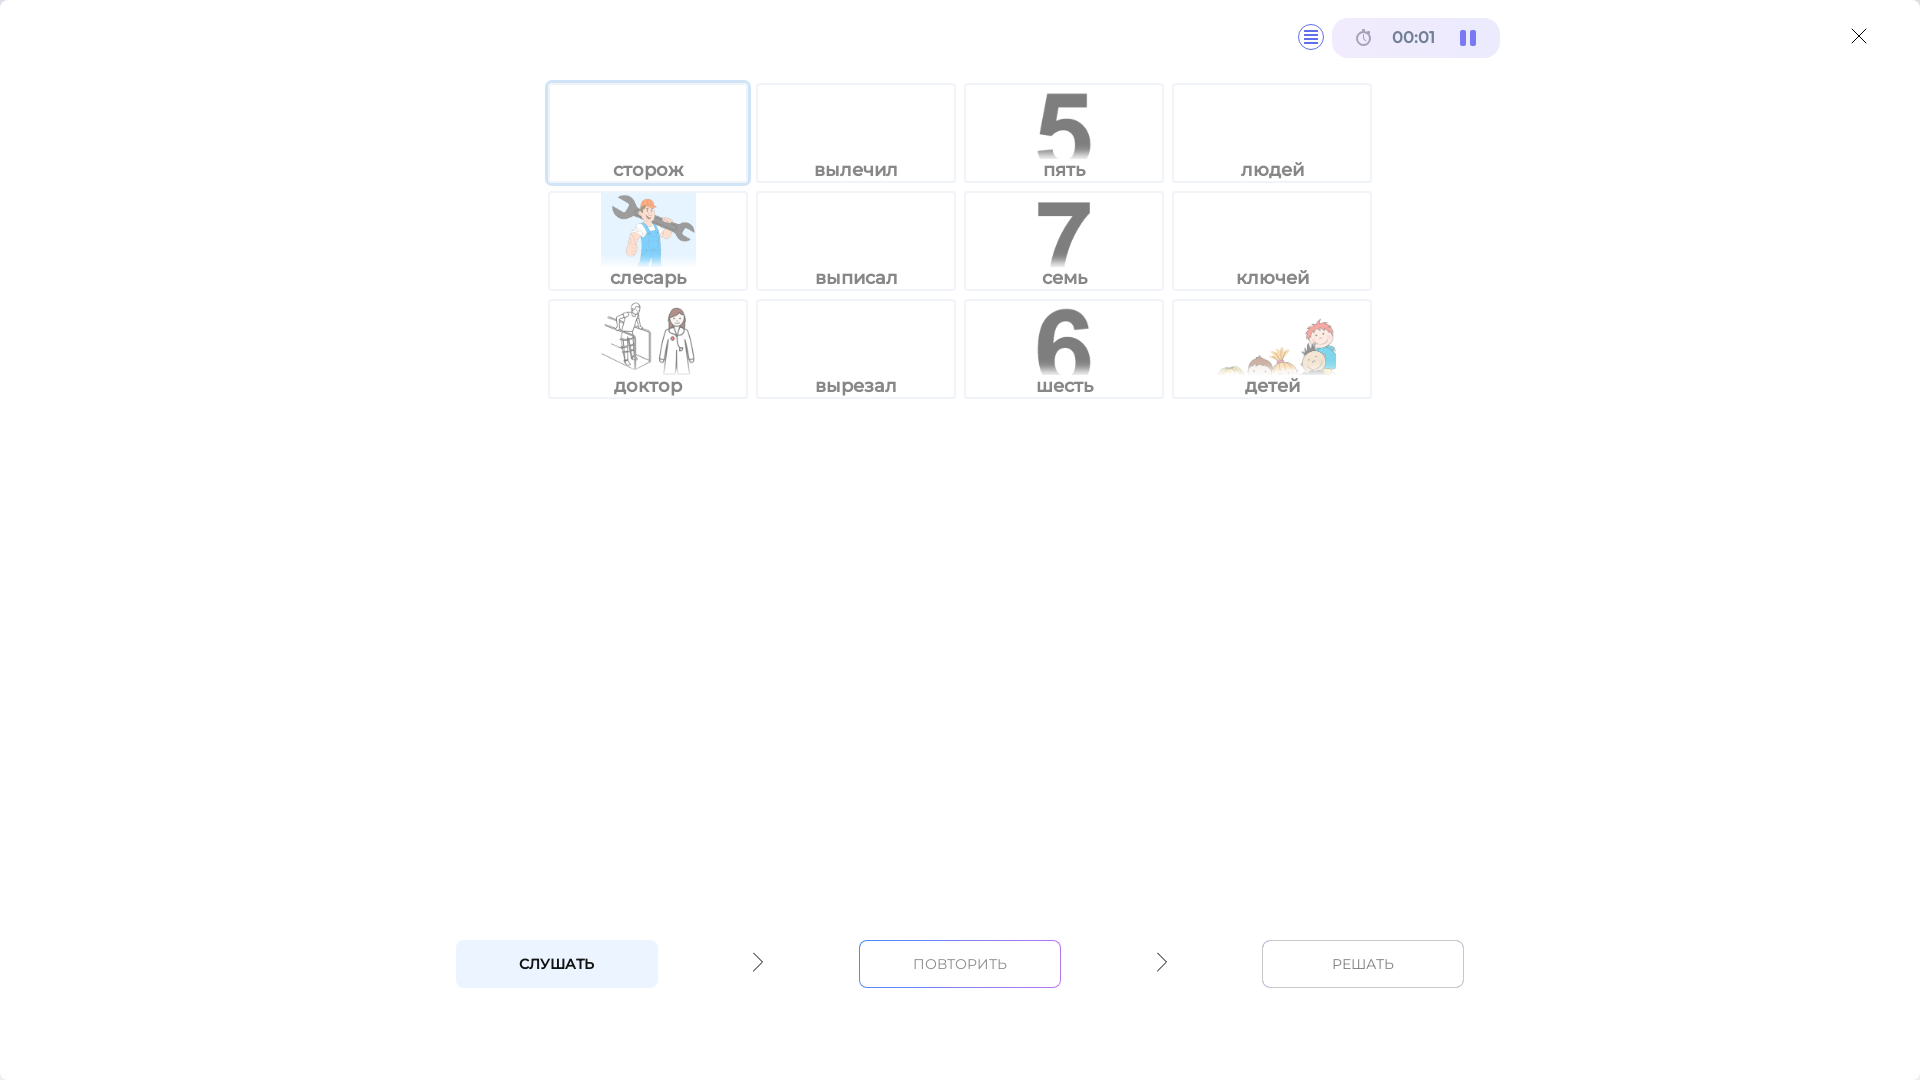 00:01
сторож вылечил 5 пять людей
слесарь выписал 7 семь ключей
доктор вырезал 6 шесть детей
СЛУШАТЬ ПОВТОРИТЬ РЕШАТЬ